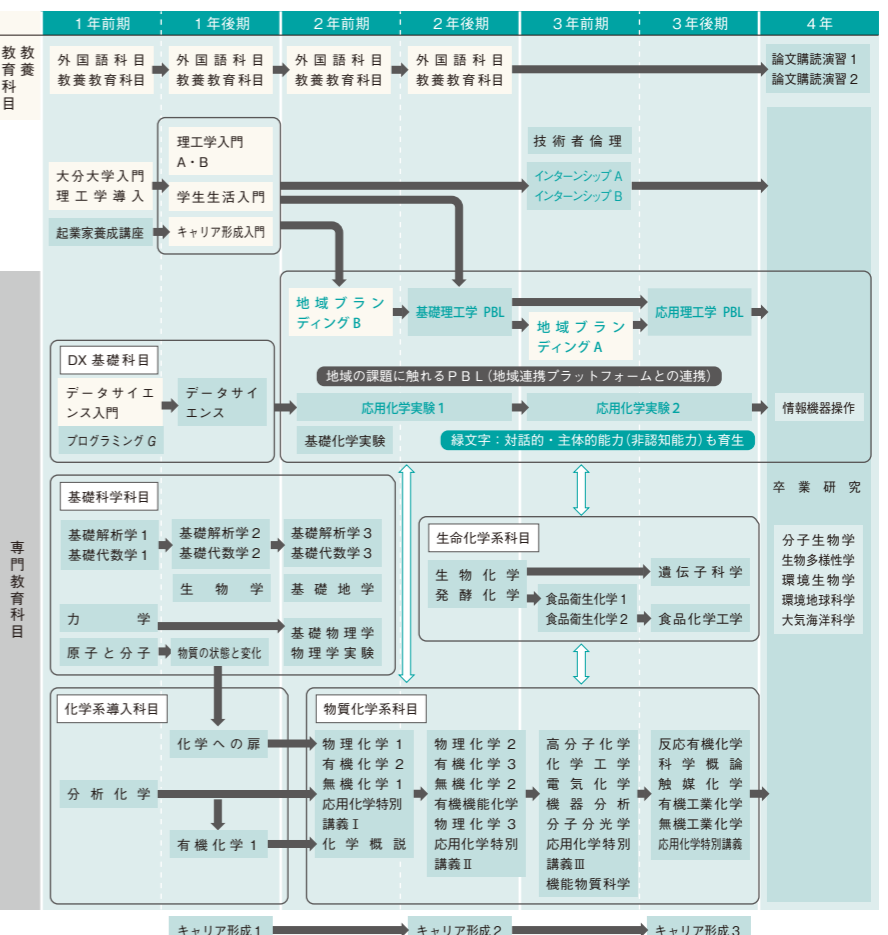 1年前期
1年後期
2年前期
2年後期
3年前期
3年後期
4年
教養教育科目
外国語科目
教養教育科目
外国語科目
教養教育科目
外国語科目
教養教育科目
外国語科目
教養教育科目
論文購読演習1
論文購読演習2
大分大学入門
理工学導入
起業家養成講座
理工学入門
A・B
学生生活入門
キャリア形成入門
技術者倫理
インターンシップA
インターンシップB
専門教育科目
地域ブラン
ディングB
基礎理工学 PBL
地域ブラン
ディングA
応用理工学 PBL
地域の課題に触れるPBL(地域連携プラットフォームとの連携)
DX 基礎科目
データサイエ
ンス入門
プログラミング G
データサイ
エンス
応用化学実験1
応用化学実験2
基礎化学実験
緑文字:対話的・主体的能力(非認知能力)も育生
情報機器操作
基礎科学科目
基礎解析学1
基礎代数学1
基礎解析学2
基礎代数学2
基礎解析学3
基礎代数学3
生物学
基礎地学
力学
基礎物理学
物理学実験
原子と分子
物質の状態と変化
生命化学系科目
生物化学
発酵化学
遺伝子科学
食品衛生化学1
食品衛生化学2
食品化学工学
卒業研究
分子生物学
生物多様性学
環境生物学
環境地球科学
大気海洋科学
化学系導入科目
化学への扉
分析化学
有機化学1
物質化学系科目
物理化学1
有機化学2
無機化学1
応用化学特別
講義Ⅰ
化学概説
物理化学2
有機化学3
無機化学2
有機機能化学
物理化学3
応用化学特別
講義Ⅱ
高分子化学
化学工学
電気化学
機器分析
分子分光学
応用化学特別
講義Ⅲ
機能物質科学
反応有機化学
科学概論
触媒化学
有機工業化学
無機工業化学
応用化学特別講義
キャリア形成1
キャリア形成2
キャリア形成3